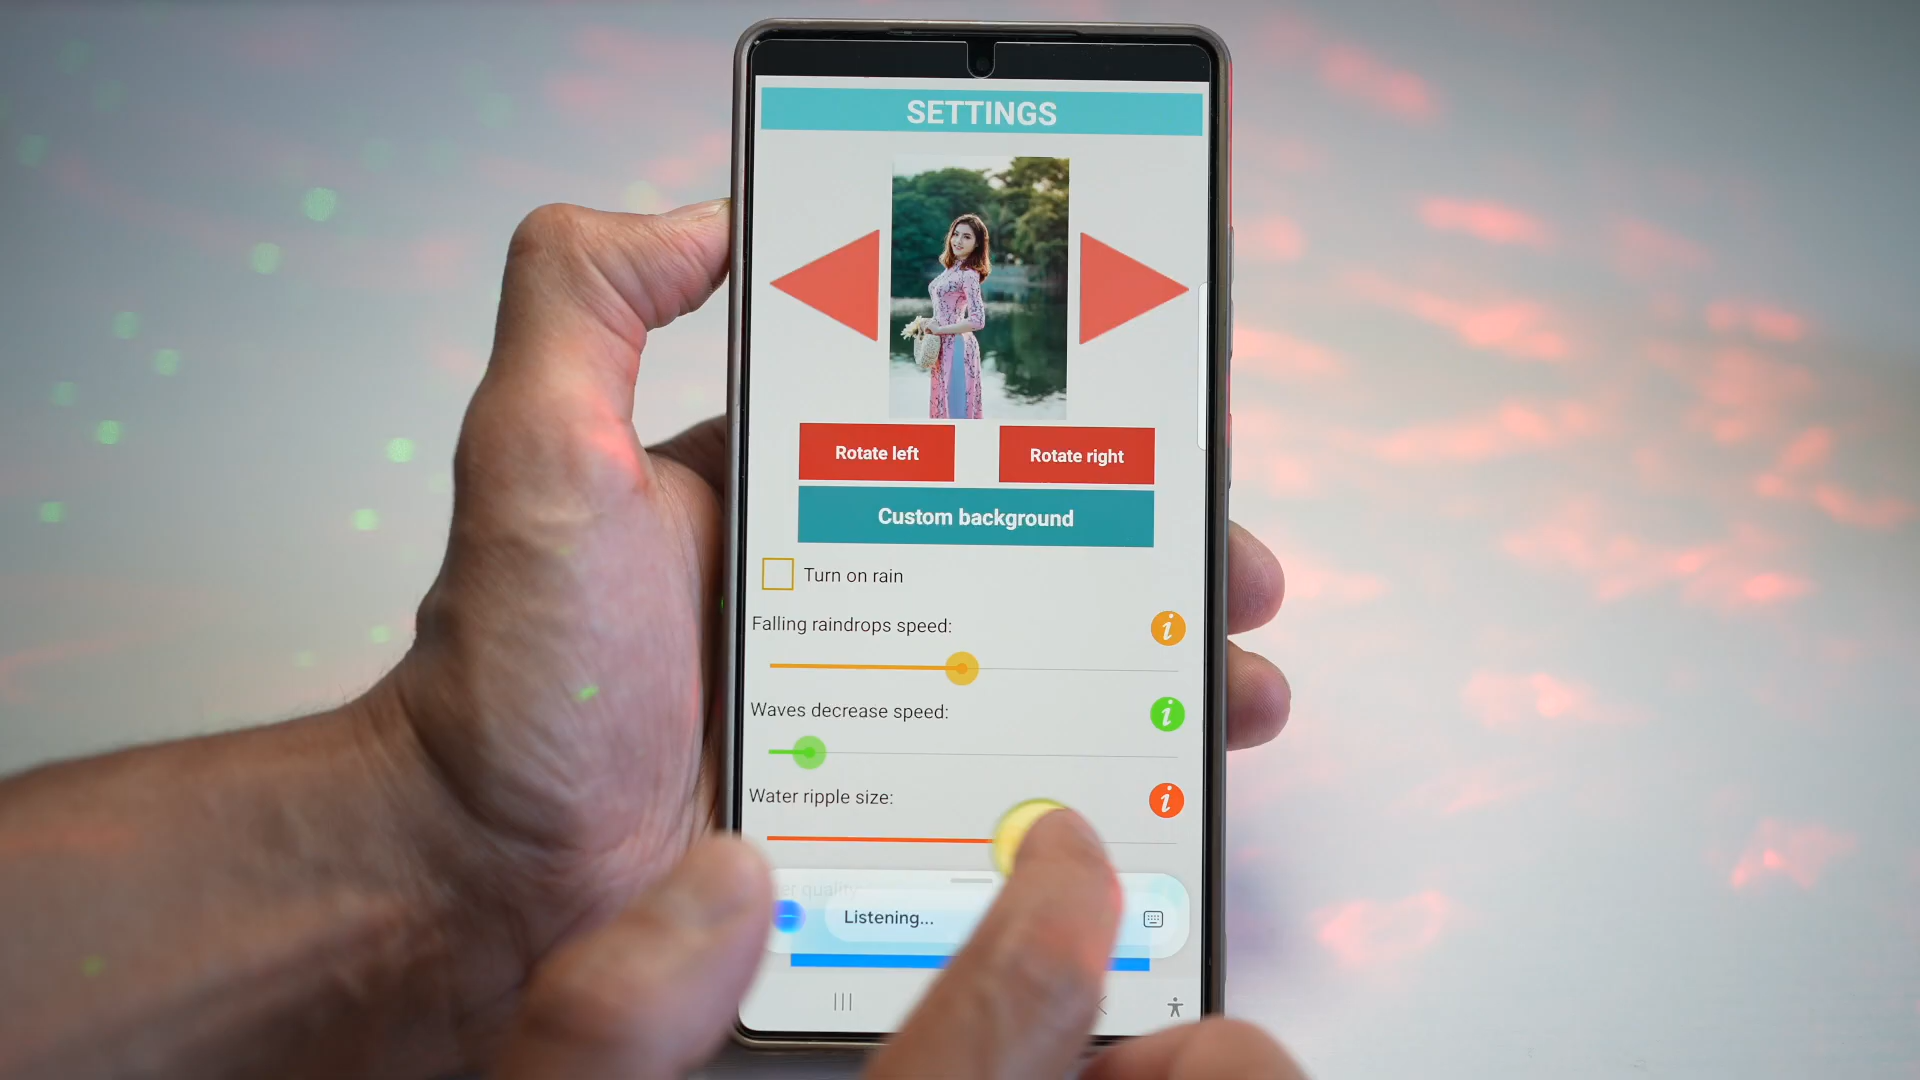 SETTINGS
Rotate left
Rotate right
Custom background
Turn on rain
Falling raindrops speed:
i
Waves decrease speed:
i
Water ripple size:
i
quality
Listening...